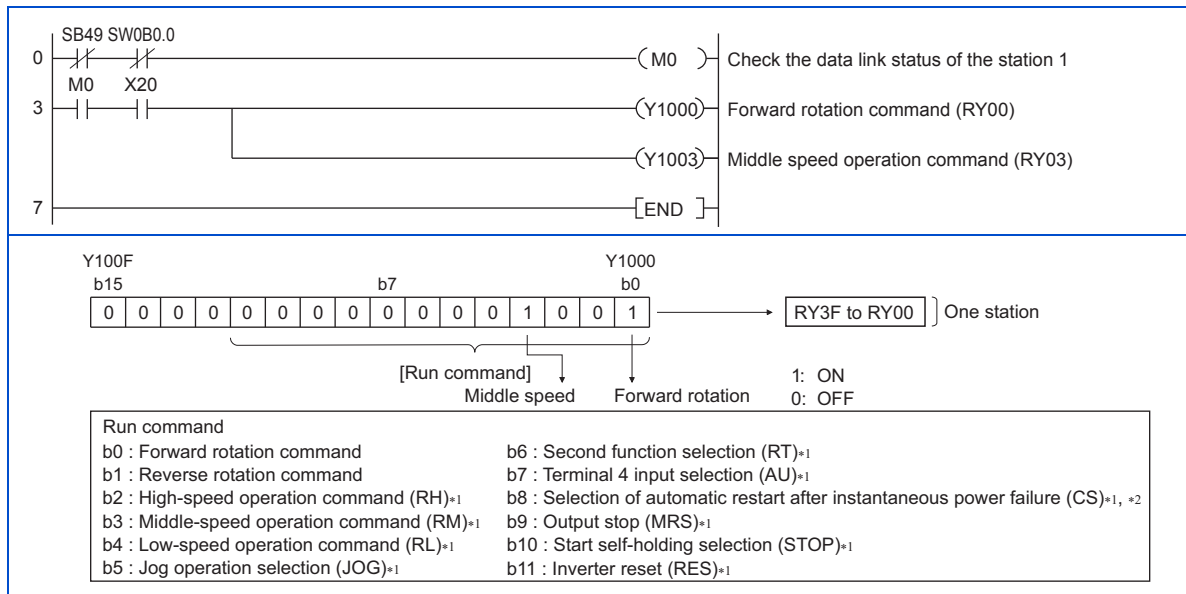 SB49 SW0B0.0
0 M0 Check the data link status of the station 1
M0 X20
3 Y1000 Forward rotation command (RY00)
Y1003 Middle speed operation command (RY03)
7 END
Y100F Y1000
b15 b7 b0
0 0 0 0 0 0 0 0 0 0 0 0 1 0 0 1 RY3F to RY00 One station
[Run command] 1: ON
Middle speed Forward rotation 0: OFF
Run command
b0 : Forward rotation command
b1 : Reverse rotation command
b2 : High-speed operation command (RH)*1
b3 : Middle-speed operation command (RM)*1
b4 : Low-speed operation command (RL)*1
b5 : Jog operation selection (JOG)*1
b6 : Second function selection (RT)*1
b7 : Terminal 4 input selection (AU)*1
b8 : Selection of automatic restart after instantaneous power failure (CS)*1, *2
b9 : Output stop (MRS)*1
b10 : Start self-holding selection (STOP)*1
b11 : Inverter reset (RES)*1